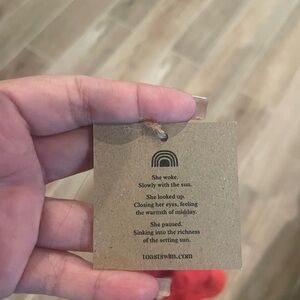 She woke.
Slowly with the sun.
She looked up.
Closing her eyes, feeling
the warmth of midday.
She paused.
Sinking into the richness
of the setting sun.
toastswim.com